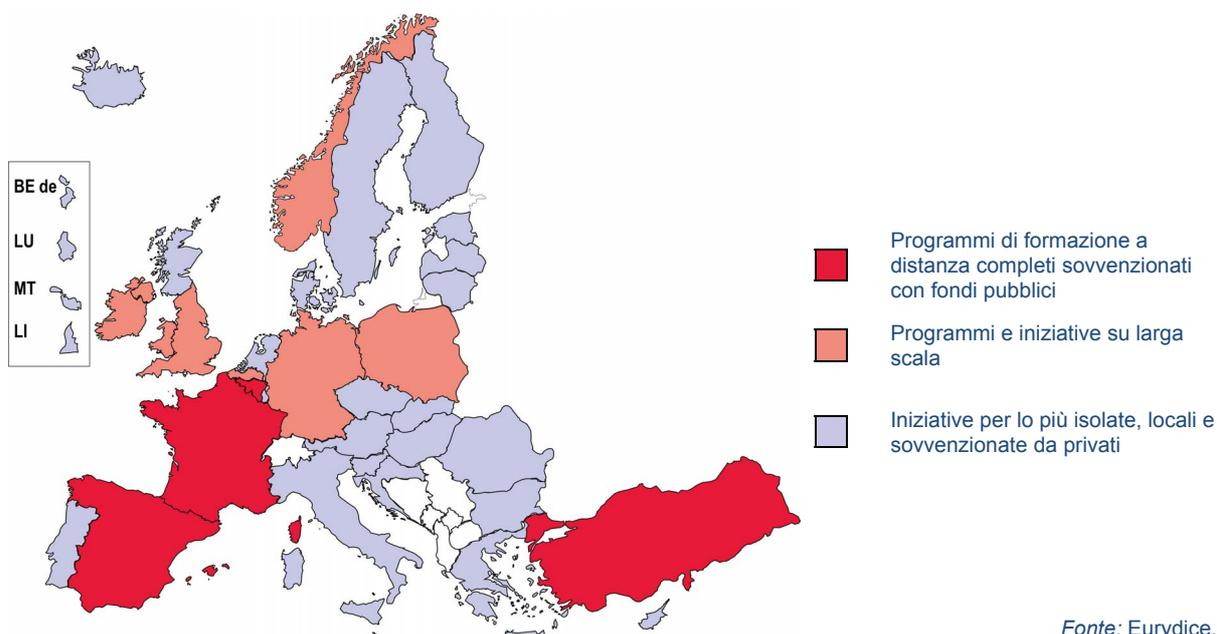 BE de
LU
MT
LI
Programmi di formazione a
distanza completi sovvenzionati
con fondi pubblici
Programmi e iniziative su larga
scala
Iniziative per lo più isolate, locali e
sovvenzionate da privati
Fonte: Eurydice.